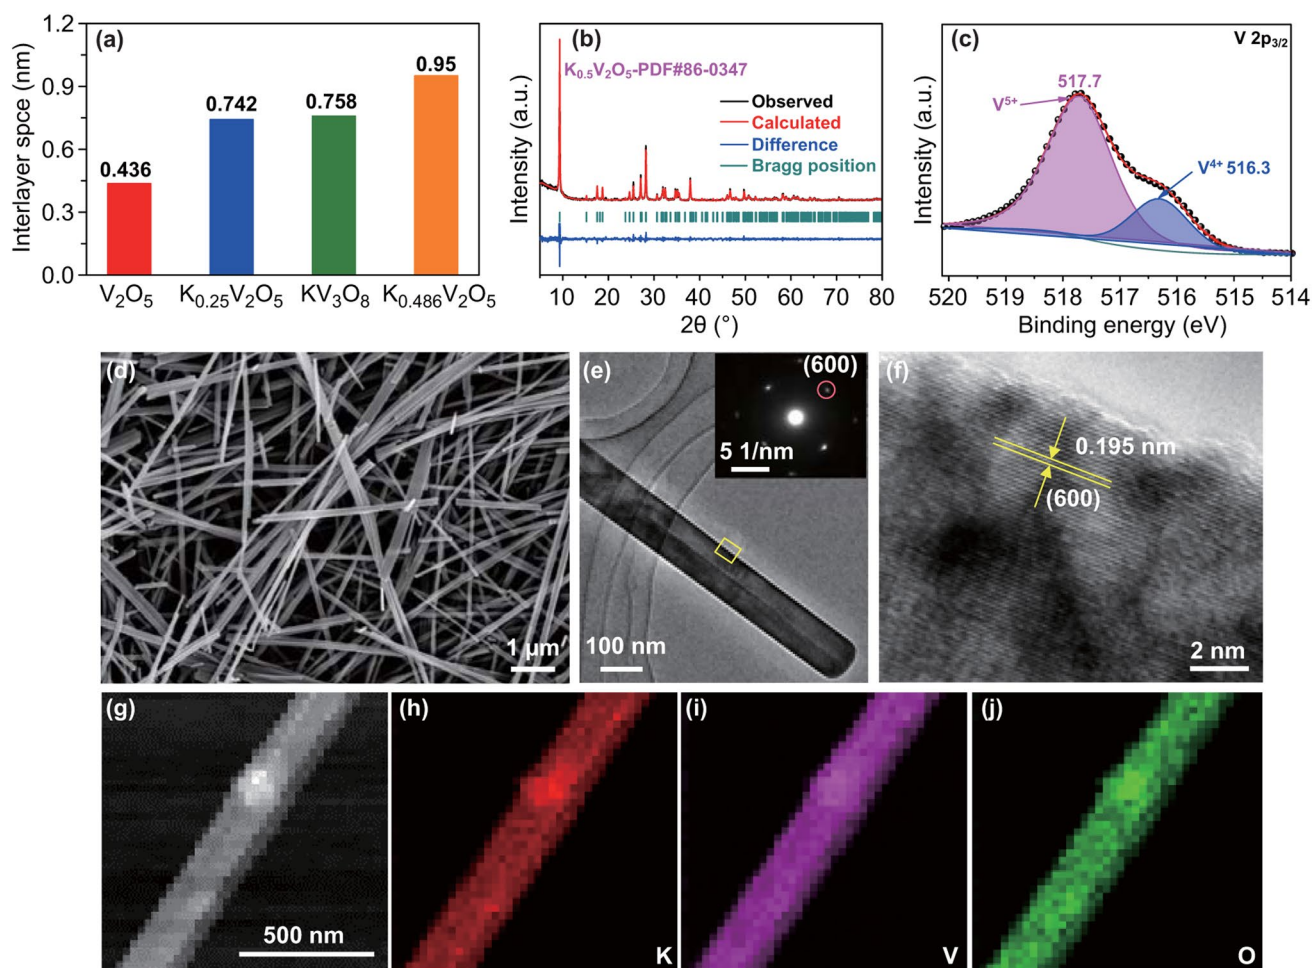 (a)
Interlayer spce (nm)
1.2
0.9
0.6
0.3
0.0
0.436
0.742
0.758
0.95
V₂O₅
K₀.₂₅V₂O₅
KV₃O₈
K₀.₄₈₆V₂O₅
(b)
K₀.₅V₂O₅-PDF#86-0347
Observed
Calculated
Difference
Bragg position
Intensity (a.u.)
10 20 30 40 50 60 70 80
2θ (°)
(c)
V 2p₃/₂
517.7
V⁵⁺
V⁴⁺ 516.3
Intensity (a.u.)
520 519 518 517 516 515 514
Binding energy (eV)
(d)
1 μm
(e)
(600)
5 1/nm
100 nm
(f)
0.195 nm
(600)
2 nm
(g)
500 nm
(h)
K
(i)
V
(j)
O